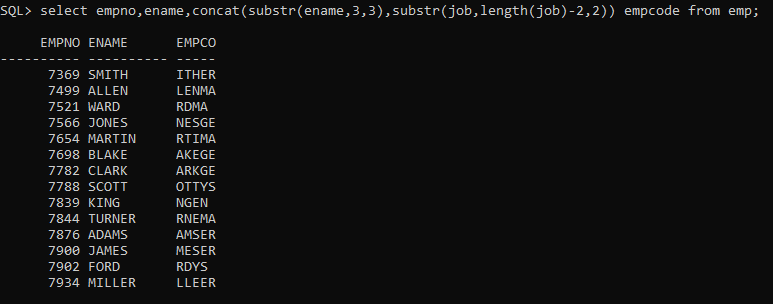 SQL> select empno,ename,concat(substr(ename,3,3),substr(job,length(job)-2,2)) empcode from emp;
EMPNO ENAME      EMPCO
---------- ---------- -----
7369 SMITH      ITHER
7499 ALLEN      LENMA
7521 WARD       RDMA
7566 JONES      NESGE
7654 MARTIN     RTIMA
7698 BLAKE      AKEGE
7782 CLARK      ARKGE
7788 SCOTT      OTTYS
7839 KING       NGEN
7844 TURNER     RNEMA
7876 ADAMS      AMSER
7900 JAMES      MESER
7902 FORD       RDYS
7934 MILLER     LLEER